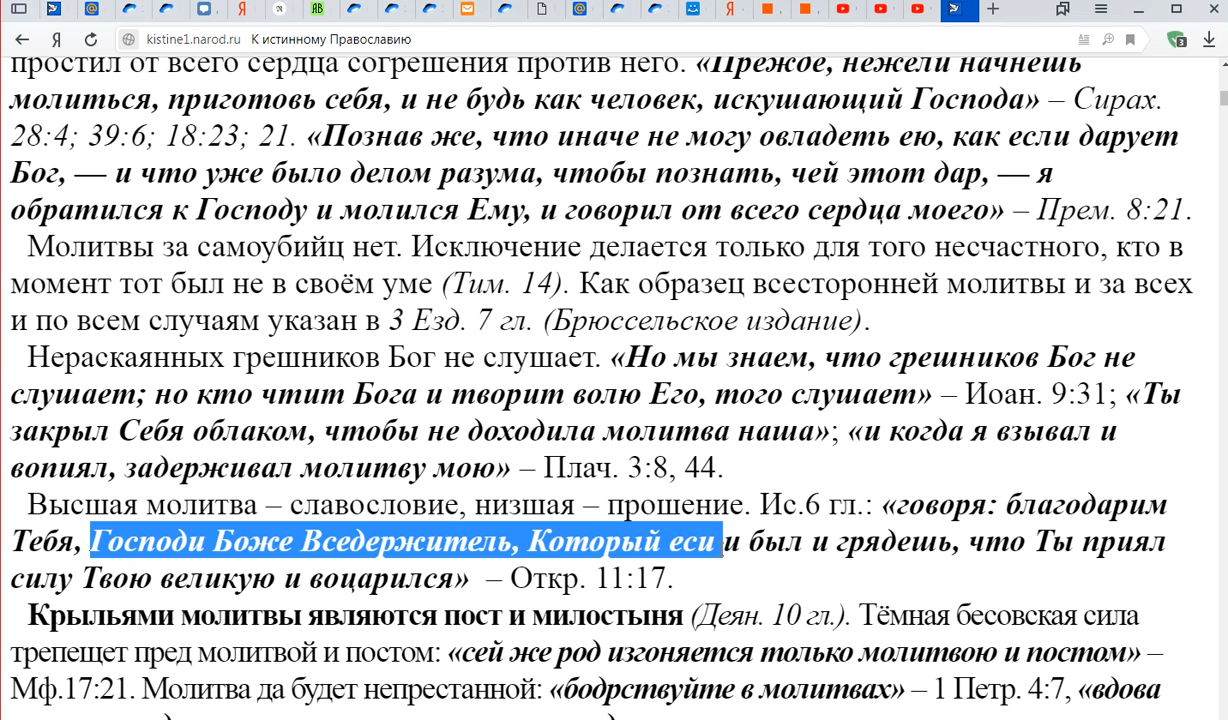 kistine1.narod.ru К истинному Православию
простил от всего сердца согрешения против него. «Прежде, нежели начнешь
молиться, приготовь себя, и не будь как человек, искушающий Господа» – Сирах.
28:4; 39:6; 18:23; 21. «Познав же, что иначе не могу овладеть ею, как если дарует
Бог, — и что уже было делом разума, чтобы познать, чей этот дар, — я
обратился к Господу и молился Ему, и говорил от всего сердца моего» – Прем. 8:21.
Молитвы за самоубийц нет. Исключение делается только для того несчастного, кто в
момент тот был не в своём уме (Тим. 14). Как образец всесторонней молитвы и за всех
и по всем случаям указан в 3 Езд. 7 гл. (Брюссельское издание).
Нераскаянных грешников Бог не слушает. «Но мы знаем, что грешников Бог не
слушает; но кто чтит Бога и творит волю Его, того слушает» – Иоан. 9:31; «Ты
закрыл Себя облаком, чтобы не доходила молитва наша»; «и когда я взывал и
вопиял, задерживал молитву мою» – Плач. 3:8, 44.
Высшая молитва – славословие, низшая – прошение. Ис.6 гл.: «говоря: благодарим
Тебя, Господи Боже Вседержитель, Который еси и был и грядешь, что Ты приял
силу Твою великую и воцарился» – Откр. 11:17.
Крыльями молитвы являются пост и милостыня (Деян. 10 гл.). Тёмная бесовская сила
трепещет пред молитвой и постом: «сей же род изгоняется только молитвою и постом» –
Мф.17:21. Молитва да будет непрестанной: «бодрствуйте в молитвах» – 1 Петр. 4:7, «вдова